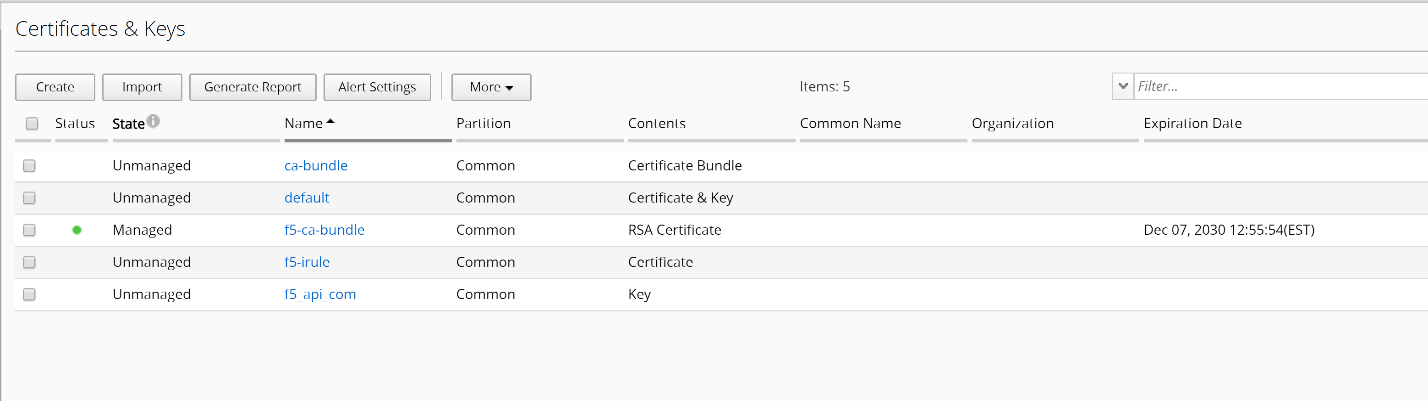 Certificates & Keys
Create Import Generate Report Alert Settings More Items: 5 Filter...
Status State Name Partition Contents Common Name Organization Expiration Date
Unmanaged ca-bundle Common Certificate Bundle
Unmanaged default Common Certificate & Key
Managed f5-ca-bundle Common RSA Certificate Dec 07, 2030 12:55:54(EST)
Unmanaged f5-irule Common Certificate
Unmanaged f5_api_com Common Key